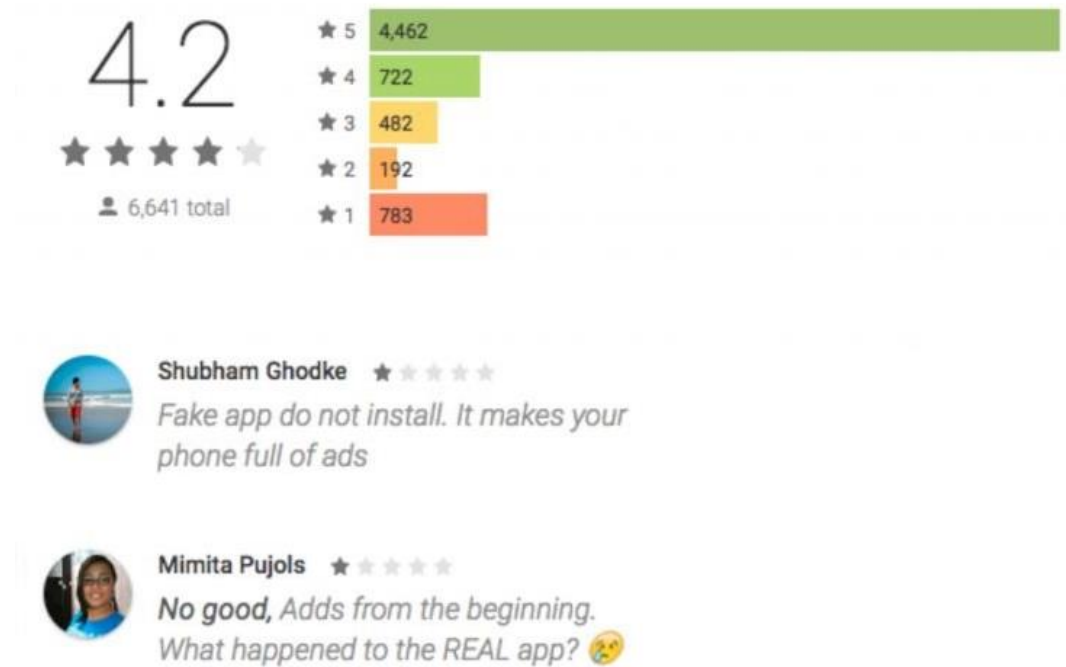 4.2
6,641 total
5 4,462
4 722
3 482
2 192
1 783
Shubham Ghodke
Fake app do not install. It makes your
phone full of ads
Mimita Pujols
No good, Adds from the beginning.
What happened to the REAL app? 😢